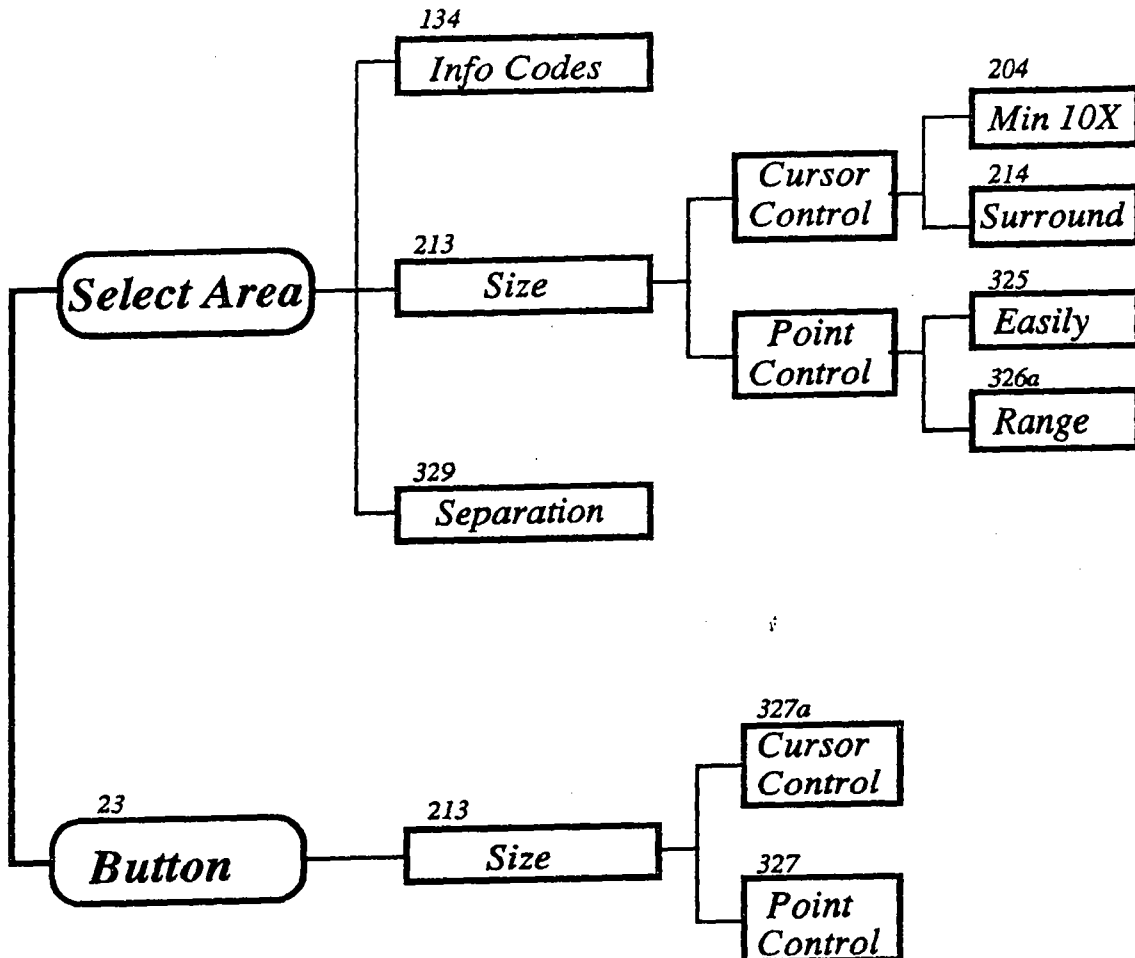 134
Info Codes
204
Min 10X
Cursor
Control
214
Surround
213
Size
Select Area
325
Easily
Point
Control
326a
Range
329
Separation
327a
Cursor
Control
23
Button
213
Size
327
Point
Control